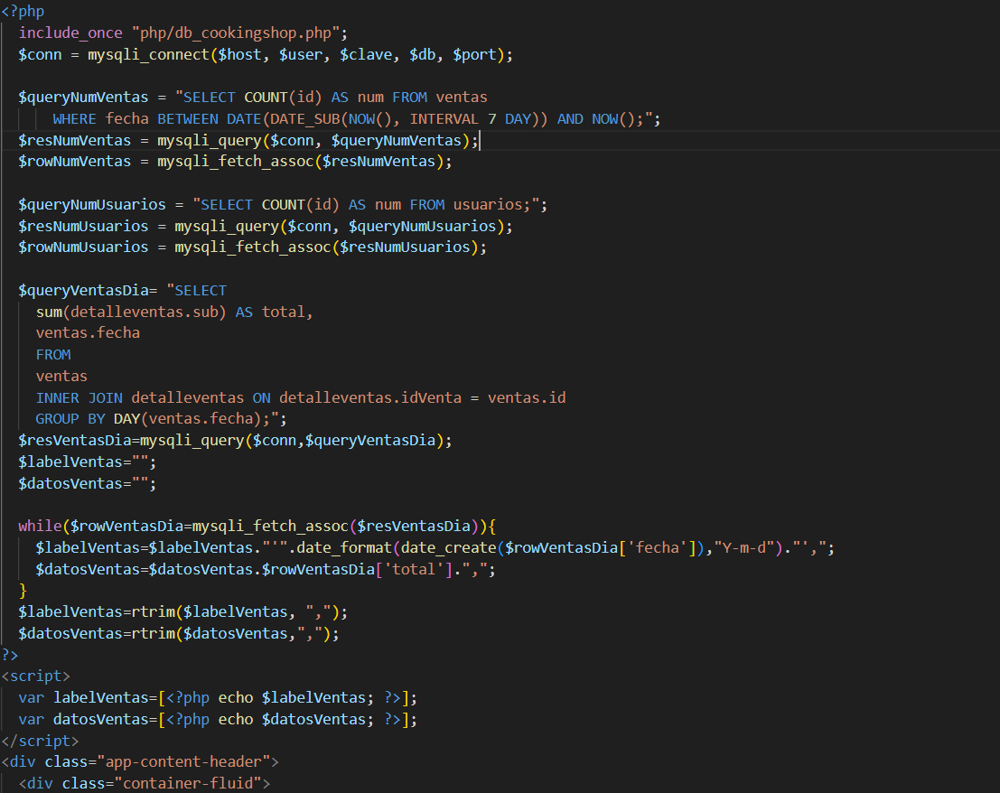 <?php
include_once "php/db_cookingshop.php";
$conn = mysqli_connect($host, $user, $clave, $db, $port);
$queryNumVentas = "SELECT COUNT(id) AS num FROM ventas
WHERE fecha BETWEEN DATE(DATE_SUB(NOW(), INTERVAL 7 DAY)) AND NOW();";
$resNumVentas = mysqli_query($conn, $queryNumVentas);
$rowNumVentas = mysqli_fetch_assoc($resNumVentas);
$queryNumUsuarios = "SELECT COUNT(id) AS num FROM usuarios;";
$resNumUsuarios = mysqli_query($conn, $queryNumUsuarios);
$rowNumUsuarios = mysqli_fetch_assoc($resNumUsuarios);
$queryVentasDia= "SELECT
sum(detalleventas.sub) AS total,
ventas.fecha
FROM
ventas
INNER JOIN detalleventas ON detalleventas.idVenta = ventas.id
GROUP BY DAY(ventas.fecha);";
$resVentasDia=mysqli_query($conn,$queryVentasDia);
$labelVentas="";
$datosVentas="";
while($rowVentasDia=mysqli_fetch_assoc($resVentasDia)){
$labelVentas=$labelVentas."'".date_format(date_create($rowVentasDia['fecha']),"Y-m-d")."',";
$datosVentas=$datosVentas.$rowVentasDia['total'].",";
}
$labelVentas=rtrim($labelVentas, ",");
$datosVentas=rtrim($datosVentas,",");
?>
<script>
var labelVentas=[<?php echo $labelVentas; ?>];
var datosVentas=[<?php echo $datosVentas; ?>];
</script>
<div class="app-content-header">
<div class="container-fluid">